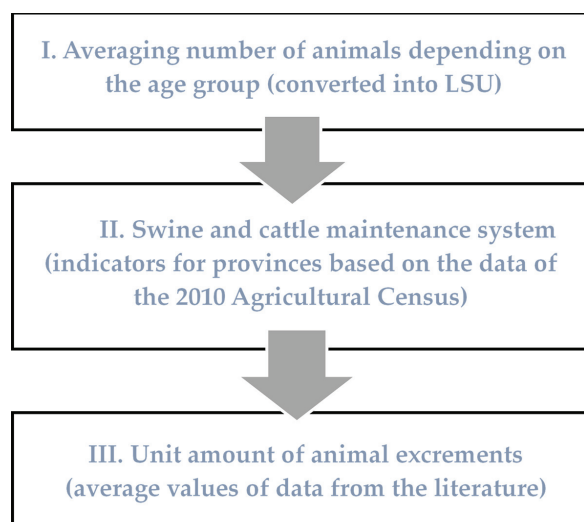 I. Averaging number of animals depending on
the age group (converted into LSU)
II. Swine and cattle maintenance system
(indicators for provinces based on the data of
the 2010 Agricultural Census)
III. Unit amount of animal excrements
(average values of data from the literature)